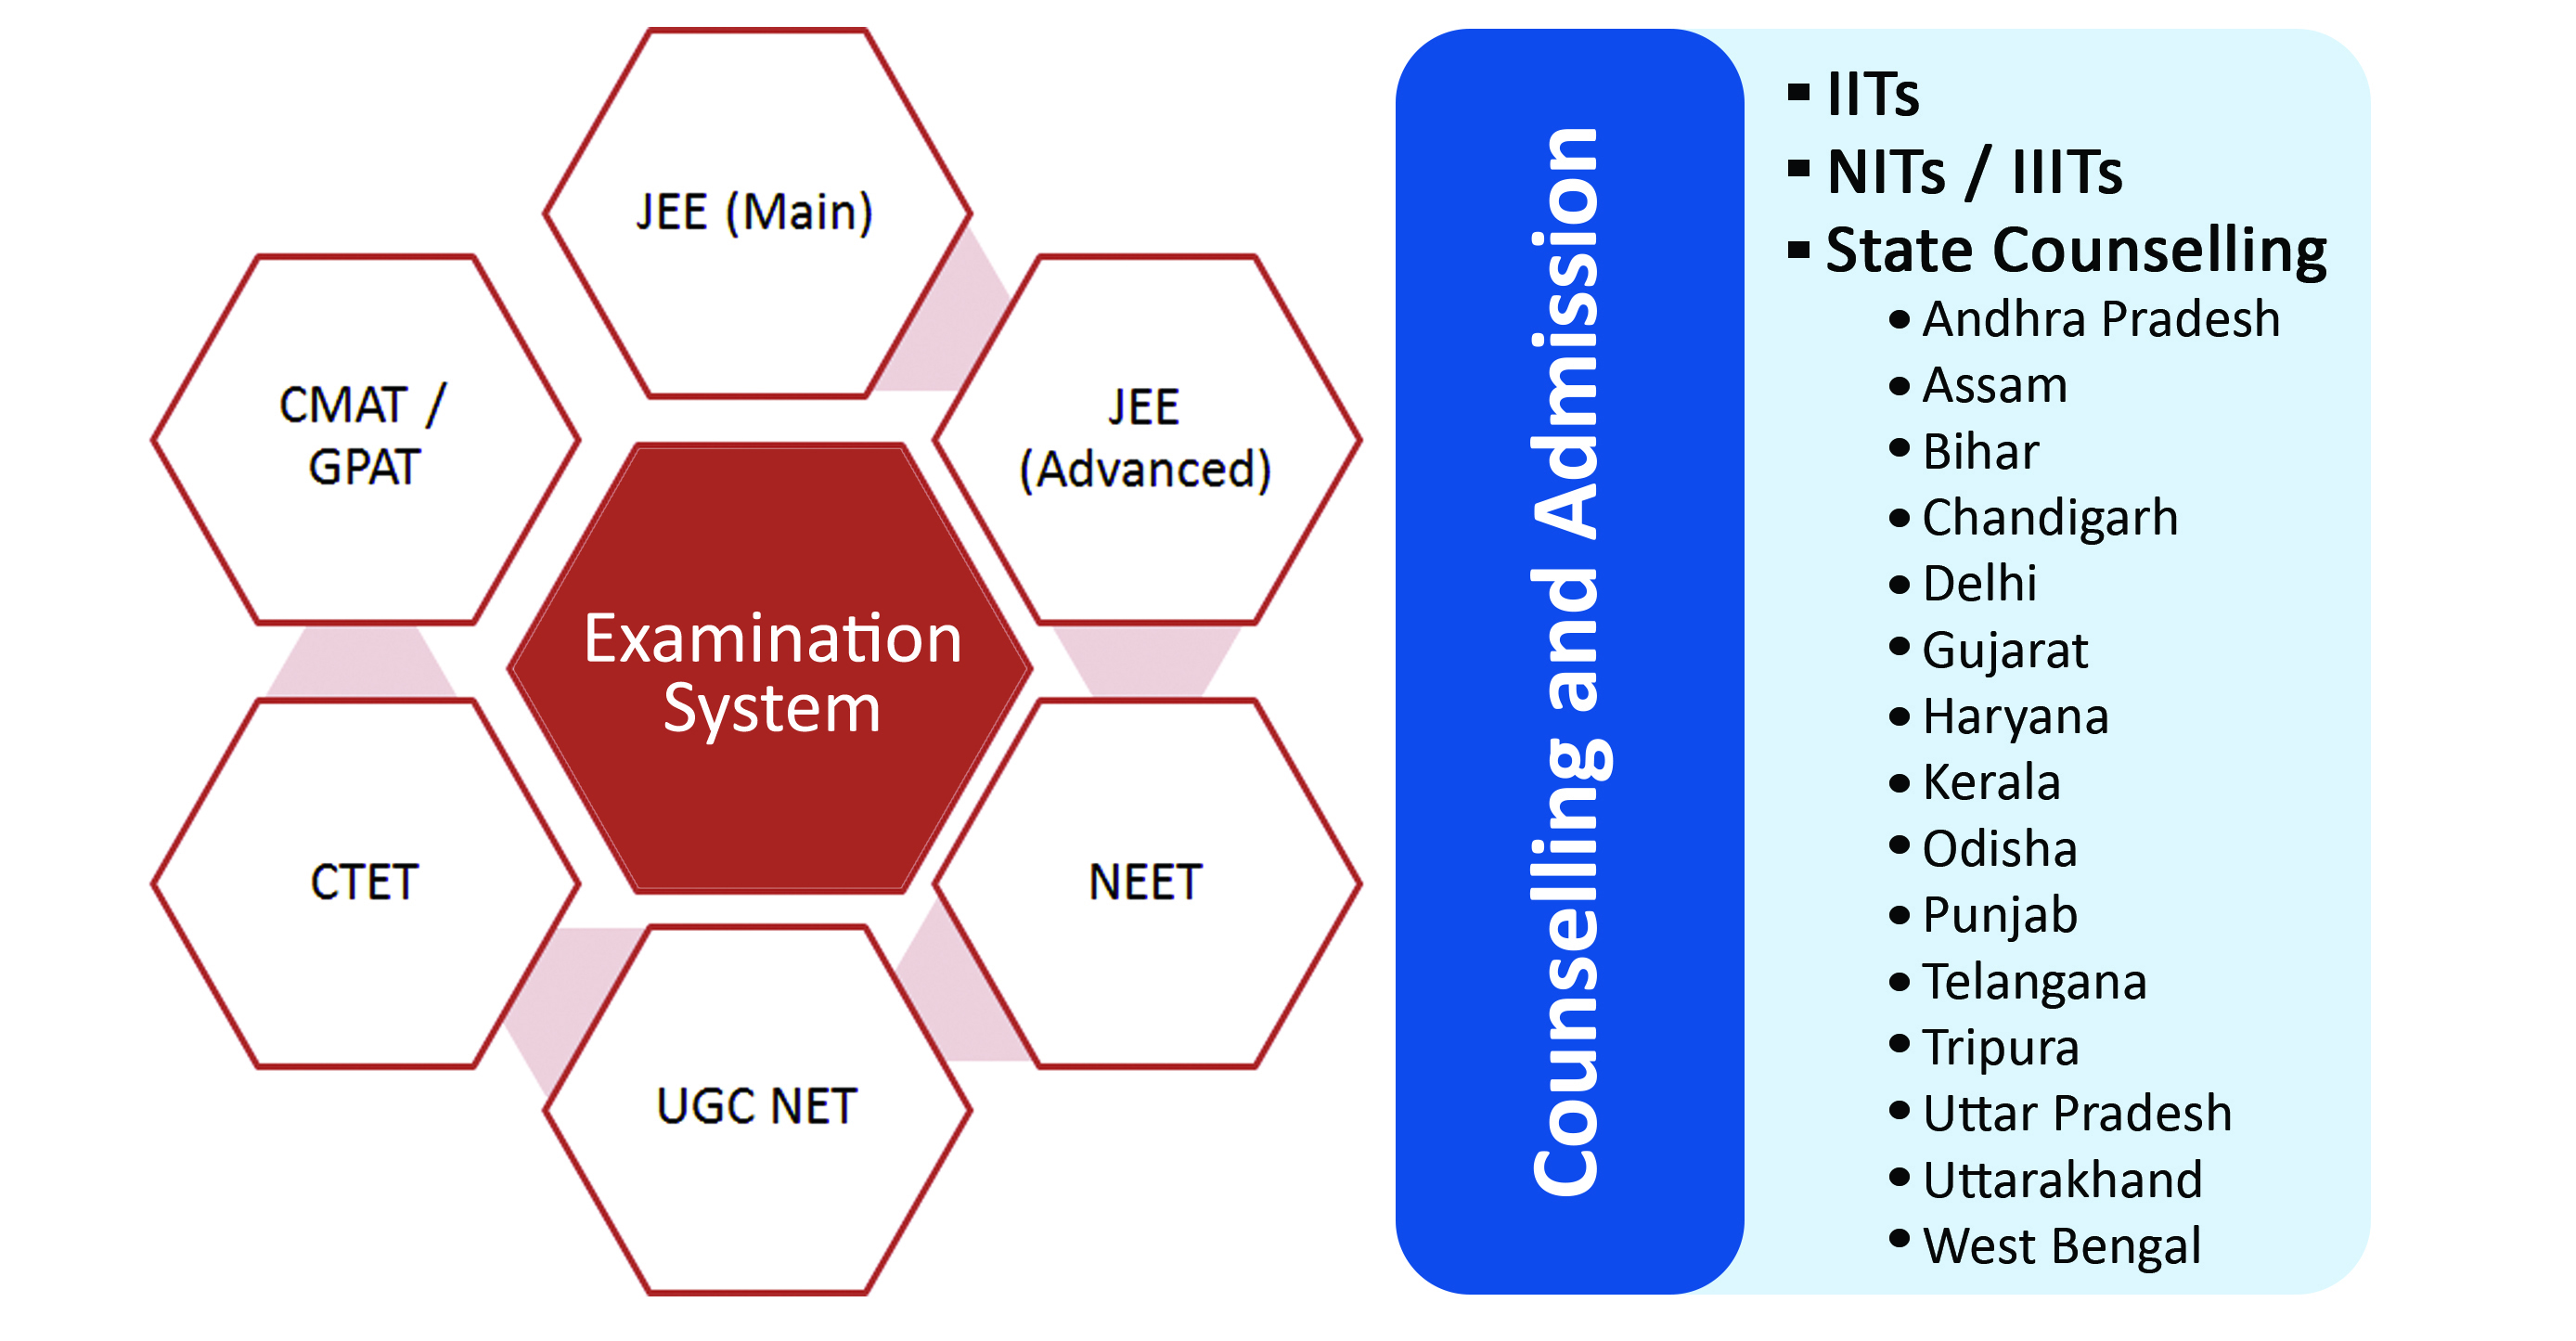 JEE (Main)
CMAT /
GPAT
JEE
(Advanced)
Examination
System
CTET
NEET
UGC NET
Counselling and Admission
▪ IITs
▪ NITs / IIITs
▪ State Counselling
• Andhra Pradesh
• Assam
• Bihar
• Chandigarh
• Delhi
• Gujarat
• Haryana
• Kerala
• Odisha
• Punjab
• Telangana
• Tripura
• Uttar Pradesh
• Uttarakhand
• West Bengal